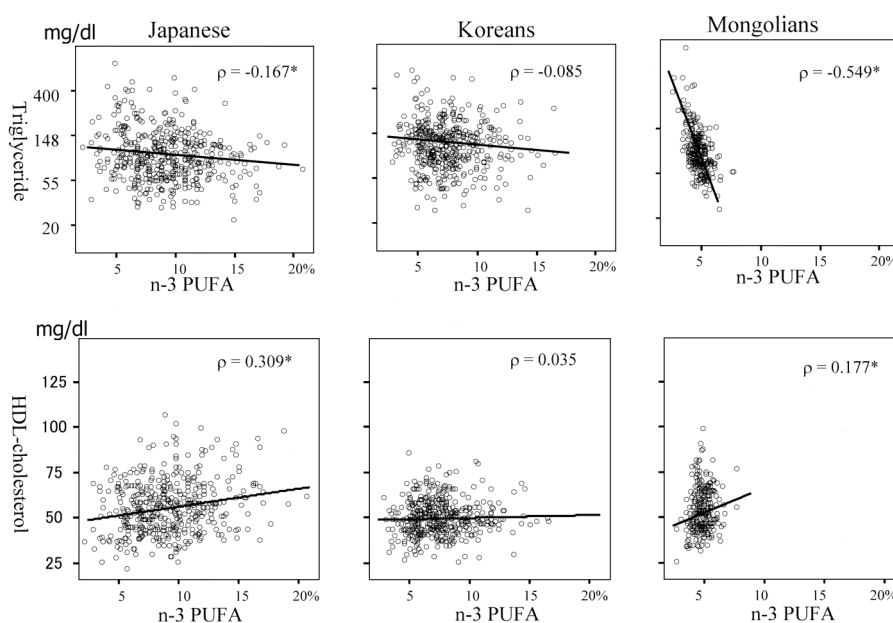 mg/dl
Japanese
Koreans
Mongolians
ρ = -0.167*
ρ = -0.085
ρ = -0.549*
Triglyceride
400
148
55
20
5 10 15 20%
n-3 PUFA
5 10 15 20%
n-3 PUFA
5 10 15 20%
n-3 PUFA
mg/dl
ρ = 0.309*
ρ = 0.035
ρ = 0.177*
HDL-cholesterol
125
100
75
50
25
5 10 15 20%
n-3 PUFA
5 10 15 20%
n-3 PUFA
5 10 15 20%
n-3 PUFA